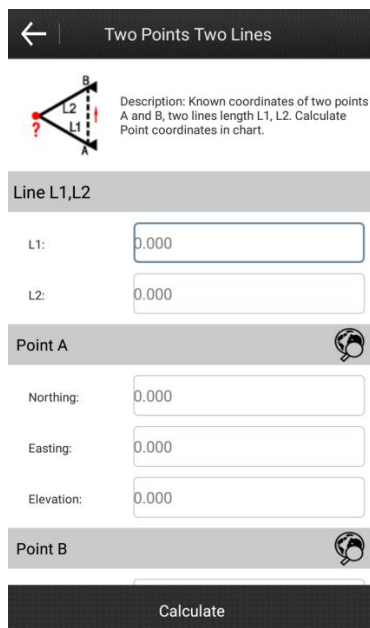 Two Points Two Lines
B
L2
L1
?
A
Description: Known coordinates of two points
A and B, two lines length L1, L2. Calculate
Point coordinates in chart.
Line L1,L2
L1: 0.000
L2: 0.000
Point A
Northing: 0.000
Easting: 0.000
Elevation: 0.000
Point B
Calculate